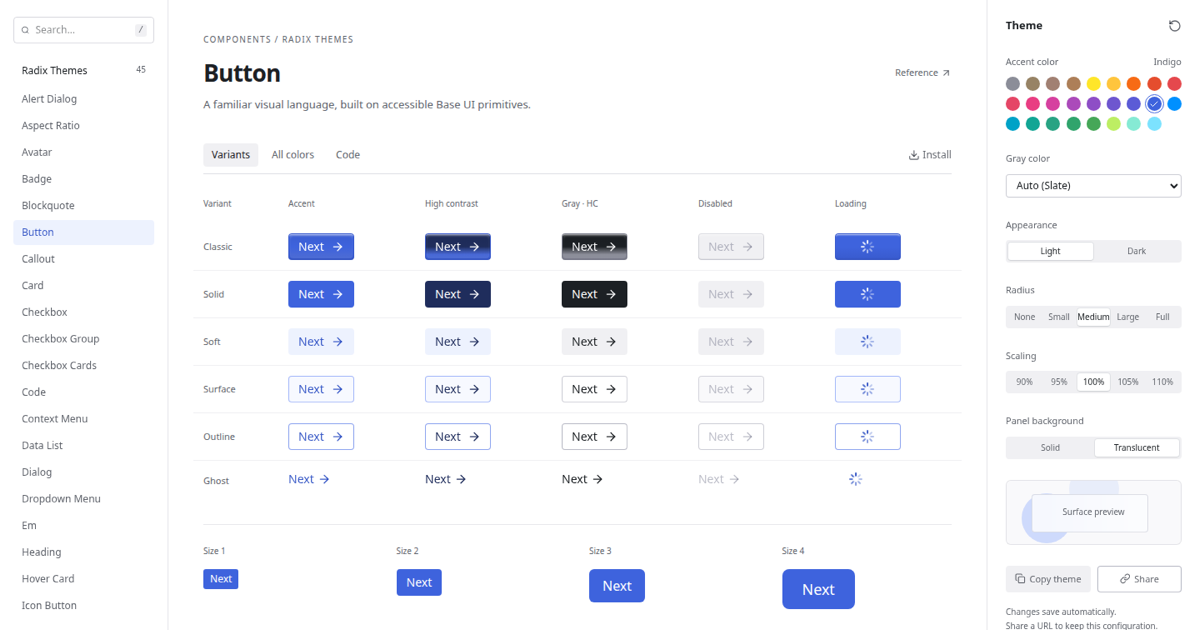 Search...
/
Radix Themes
45
Alert Dialog
Aspect Ratio
Avatar
Badge
Blockquote
Button
Callout
Card
Checkbox
Checkbox Group
Checkbox Cards
Code
Context Menu
Data List
Dialog
Dropdown Menu
Em
Heading
Hover Card
Icon Button
COMPONENTS / RADIX THEMES
Button
Reference
A familiar visual language, built on accessible Base UI primitives.
Variants All colors Code
Install
Variant Accent High contrast Gray · HC Disabled Loading
Classic Next Next Next Next
Solid Next Next Next Next
Soft Next Next Next Next
Surface Next Next Next Next
Outline Next Next Next Next
Ghost Next Next Next Next
Size 1 Size 2 Size 3 Size 4
Next Next Next Next
Theme
Accent color Indigo
Gray color
Auto (Slate)
Appearance
Light Dark
Radius
None Small Medium Large Full
Scaling
90% 95% 100% 105% 110%
Panel background
Solid Translucent
Surface preview
Copy theme Share
Changes save automatically.
Share a URL to keep this configuration.